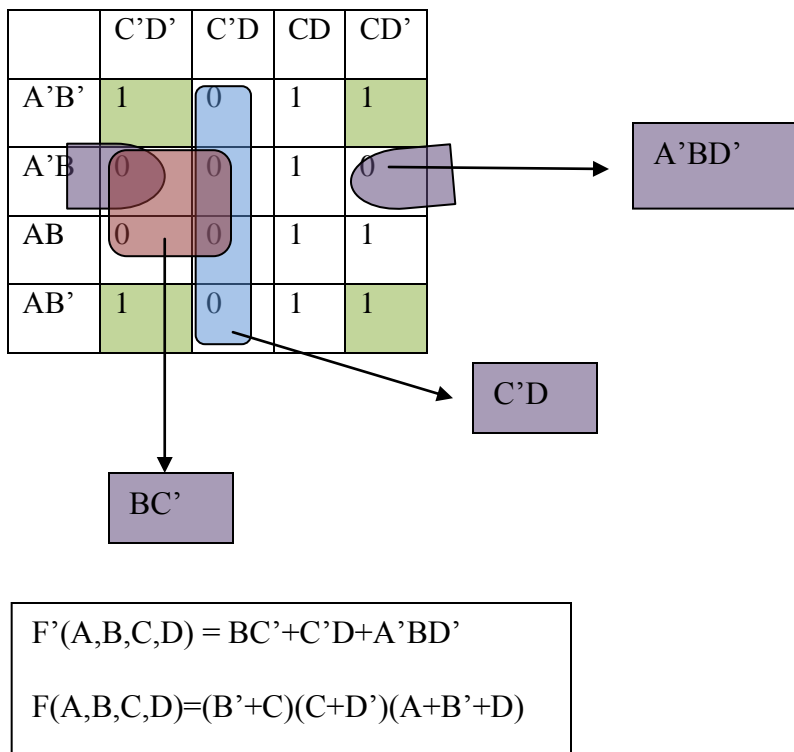 C’D’ C’D CD CD’
A’B’ 1 0 1 1
A’B 0 0 1 0
A’BD’
AB 0 0 1 1
AB’ 1 0 1 1
C’D
BC’
F’(A,B,C,D) = BC’+C’D+A’BD’
F(A,B,C,D)=(B’+C)(C+D’)(A+B’+D)